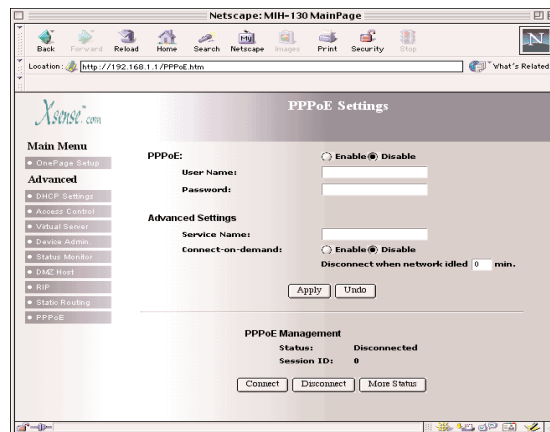 Netscape: MIH-130 MainPage
Back Forward Reload Home Search Netscape Images Print Security Stop
My
N
Location: http://192.168.1.1/PPPoE.htm What's Related
Xsense.com
PPPoE Settings
Main Menu
OnePage Setup
Advanced
DHCP Settings
Access Control
Virtual Server
Device Admin
Status Monitor
DMZ Host
RIP
Static Routing
PPPoE
PPPoE: Enable Disable
User Name:
Password:
Advanced Settings
Service Name:
Connect-on-demand: Enable Disable
Disconnect when network idled 0 min.
Apply Undo
PPPoE Management
Status: Disconnected
Session ID: 0
Connect Disconnect More Status